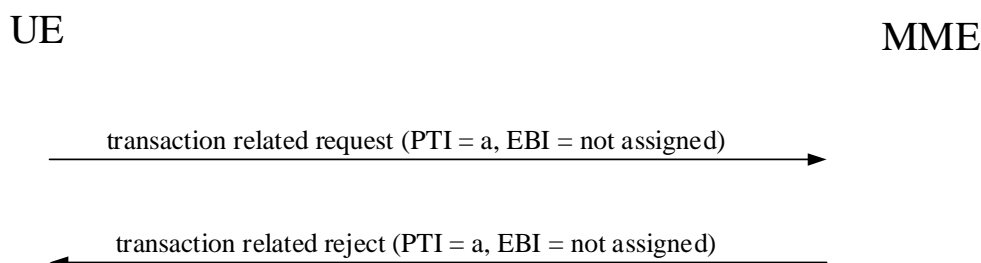 UE
MME
transaction related request (PTI = a, EBI = not assigned)
transaction related reject (PTI = a, EBI = not assigned)